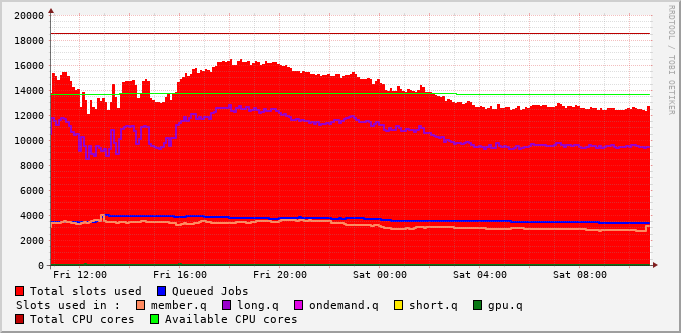 20000
18000
16000
14000
12000
10000
8000
6000
4000
2000
0
Fri 12:00 Fri 16:00 Fri 20:00 Sat 00:00 Sat 04:00 Sat 08:00
Total slots used Queued Jobs
Slots used in : member.q long.q ondemand.q short.q gpu.q
Total CPU cores Available CPU cores
RRDTOOL / TOBI OETIKER